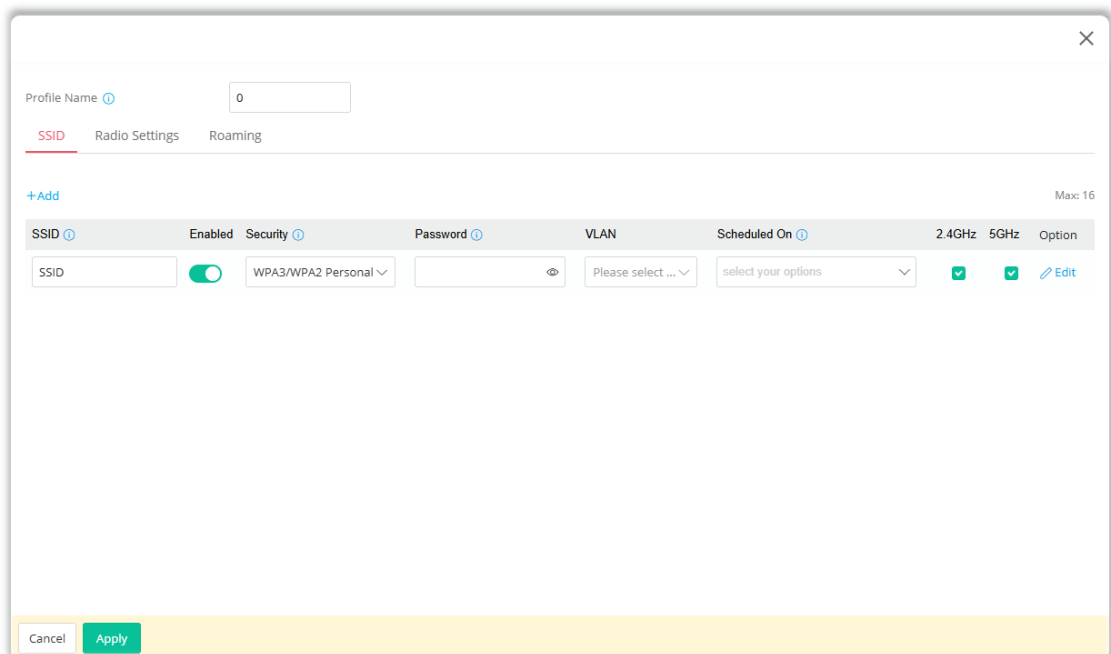 Profile Name
0
SSID Radio Settings Roaming
+Add Max: 16
SSID Enabled Security Password VLAN Scheduled On 2.4GHz 5GHz Option
SSID WPA3/WPA2 Personal Please select ... select your options Edit
Cancel Apply